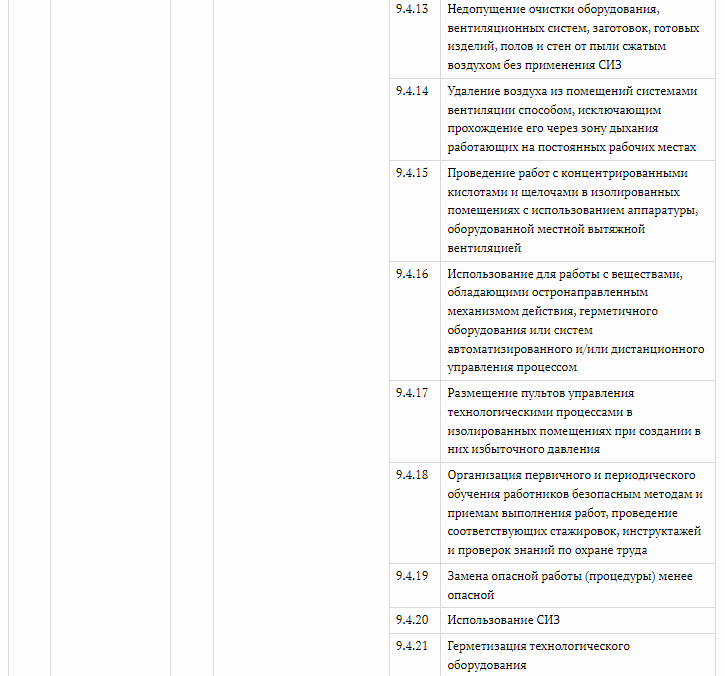 9.4.13 Недопущение очистки оборудования,
вентиляционных систем, заготовок, готовых
изделий, полов и стен от пыли сжатым
воздухом без применения СИЗ
9.4.14 Удаление воздуха из помещений системами
вентиляции способом, исключающим
прохождение его через зону дыхания
работающих на постоянных рабочих местах
9.4.15 Проведение работ с концентрированными
кислотами и щелочами в изолированных
помещениях с использованием аппаратуры,
оборудованной местной вытяжной
вентиляцией
9.4.16 Использование для работы с веществами,
обладающими остронаправленным
механизмом действия, герметичного
оборудования или систем
автоматизированного и/или дистанционного
управления процессом
9.4.17 Размещение пультов управления
технологическими процессами в
изолированных помещениях при создании в
них избыточного давления
9.4.18 Организация первичного и периодического
обучения работников безопасным методам и
приемам выполнения работ, проведение
соответствующих стажировок, инструктажей
и проверок знаний по охране труда
9.4.19 Замена опасной работы (процедуры) менее
опасной
9.4.20 Использование СИЗ
9.4.21 Герметизация технологического
оборудования